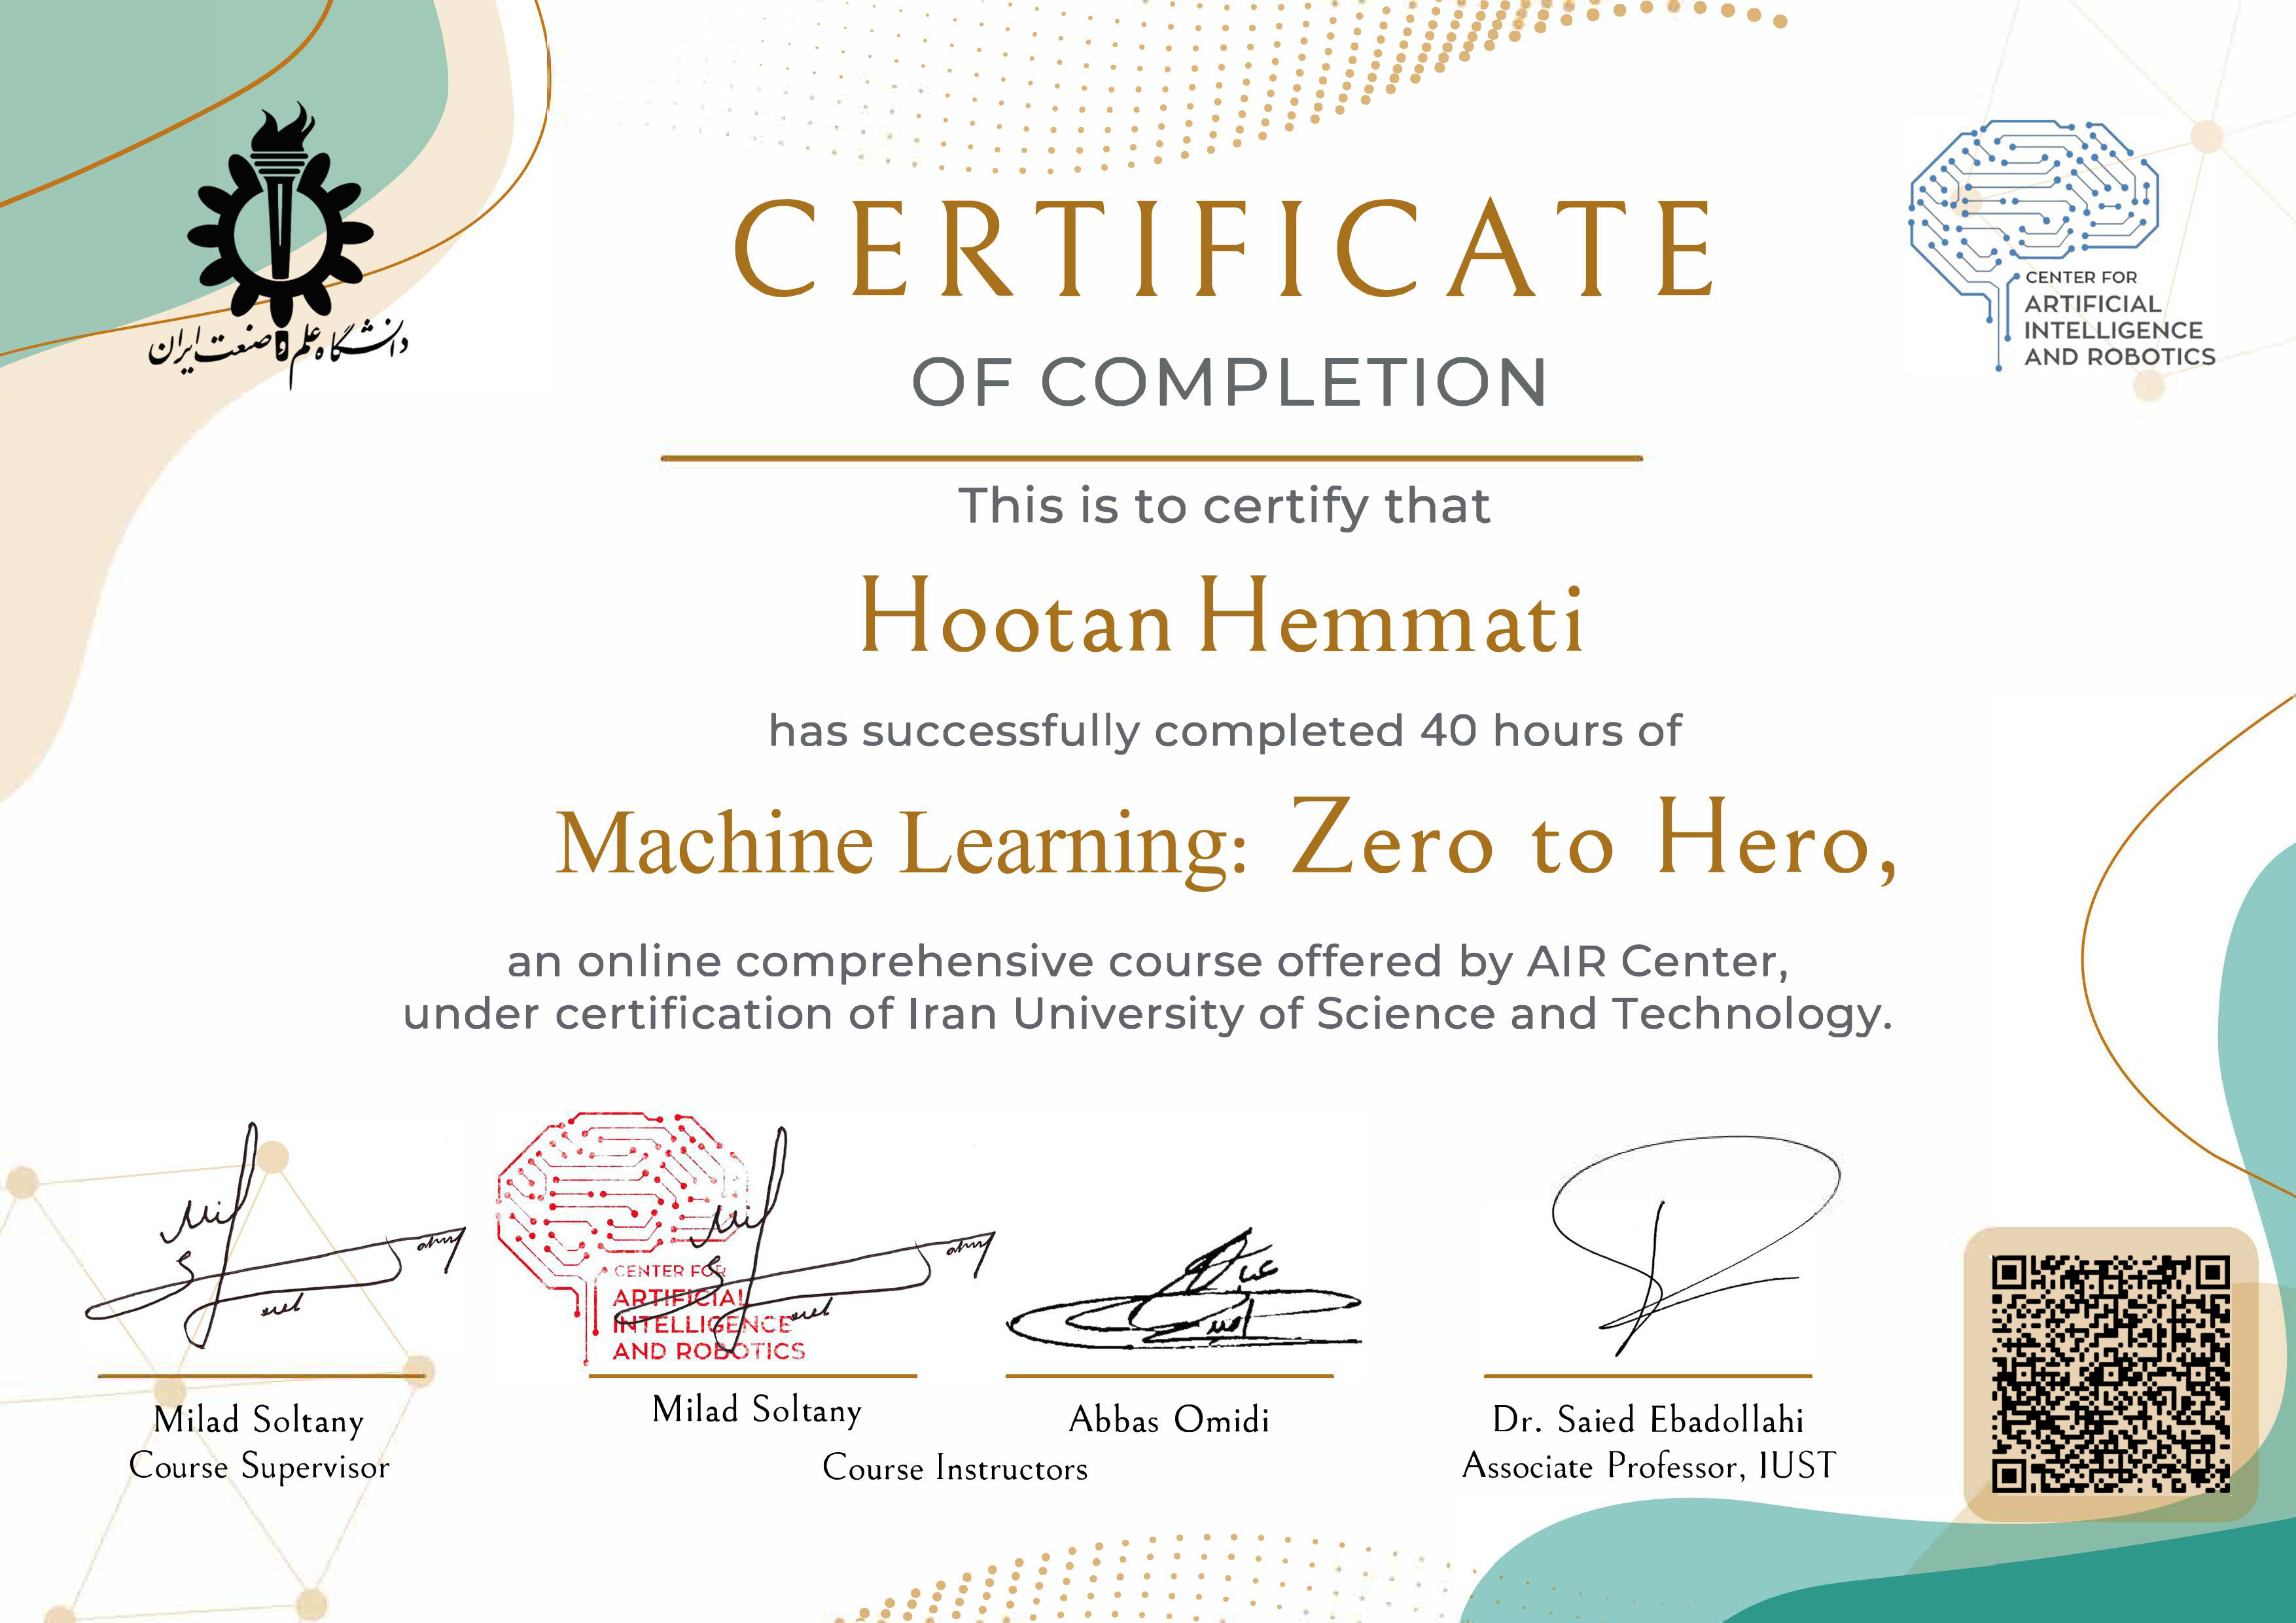 دانشگاه علم و صنعت ایران
CENTER FOR
ARTIFICIAL
INTELLIGENCE
AND ROBOTICS
CERTIFICATE
OF COMPLETION
This is to certify that
Hootan Hemmati
has successfully completed 40 hours of
Machine Learning: Zero to Hero,
an online comprehensive course offered by AIR Center,
under certification of Iran University of Science and Technology.
CENTER FOR
ARTIFICIAL
INTELLIGENCE
AND ROBOTICS
Milad Soltany
Course Supervisor
Milad Soltany
Abbas Omidi
Course Instructors
Dr. Saied Ebadollahi
Associate Professor, IUST